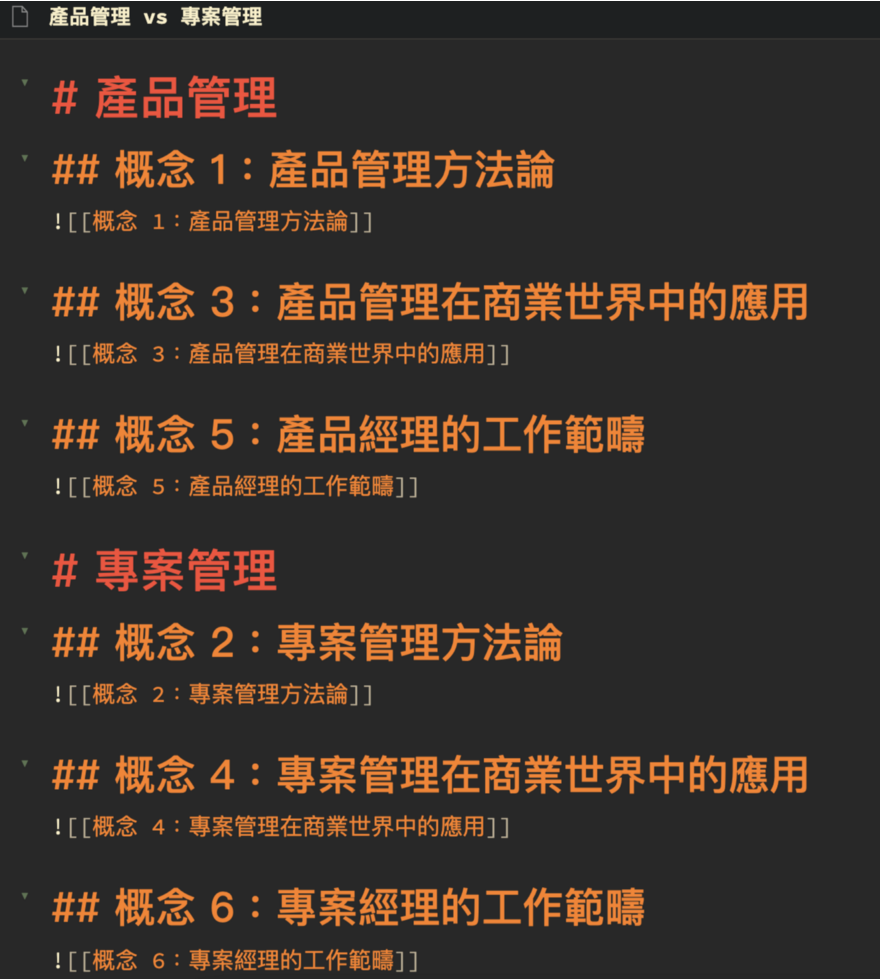 產品管理 vs 專案管理
# 產品管理
## 概念 1：產品管理方法論
![[概念 1：產品管理方法論]]
## 概念 3：產品管理在商業世界中的應用
![[概念 3：產品管理在商業世界中的應用]]
## 概念 5：產品經理的工作範疇
![[概念 5：產品經理的工作範疇]]
# 專案管理
## 概念 2：專案管理方法論
![[概念 2：專案管理方法論]]
## 概念 4：專案管理在商業世界中的應用
![[概念 4：專案管理在商業世界中的應用]]
## 概念 6：專案經理的工作範疇
![[概念 6：專案經理的工作範疇]]